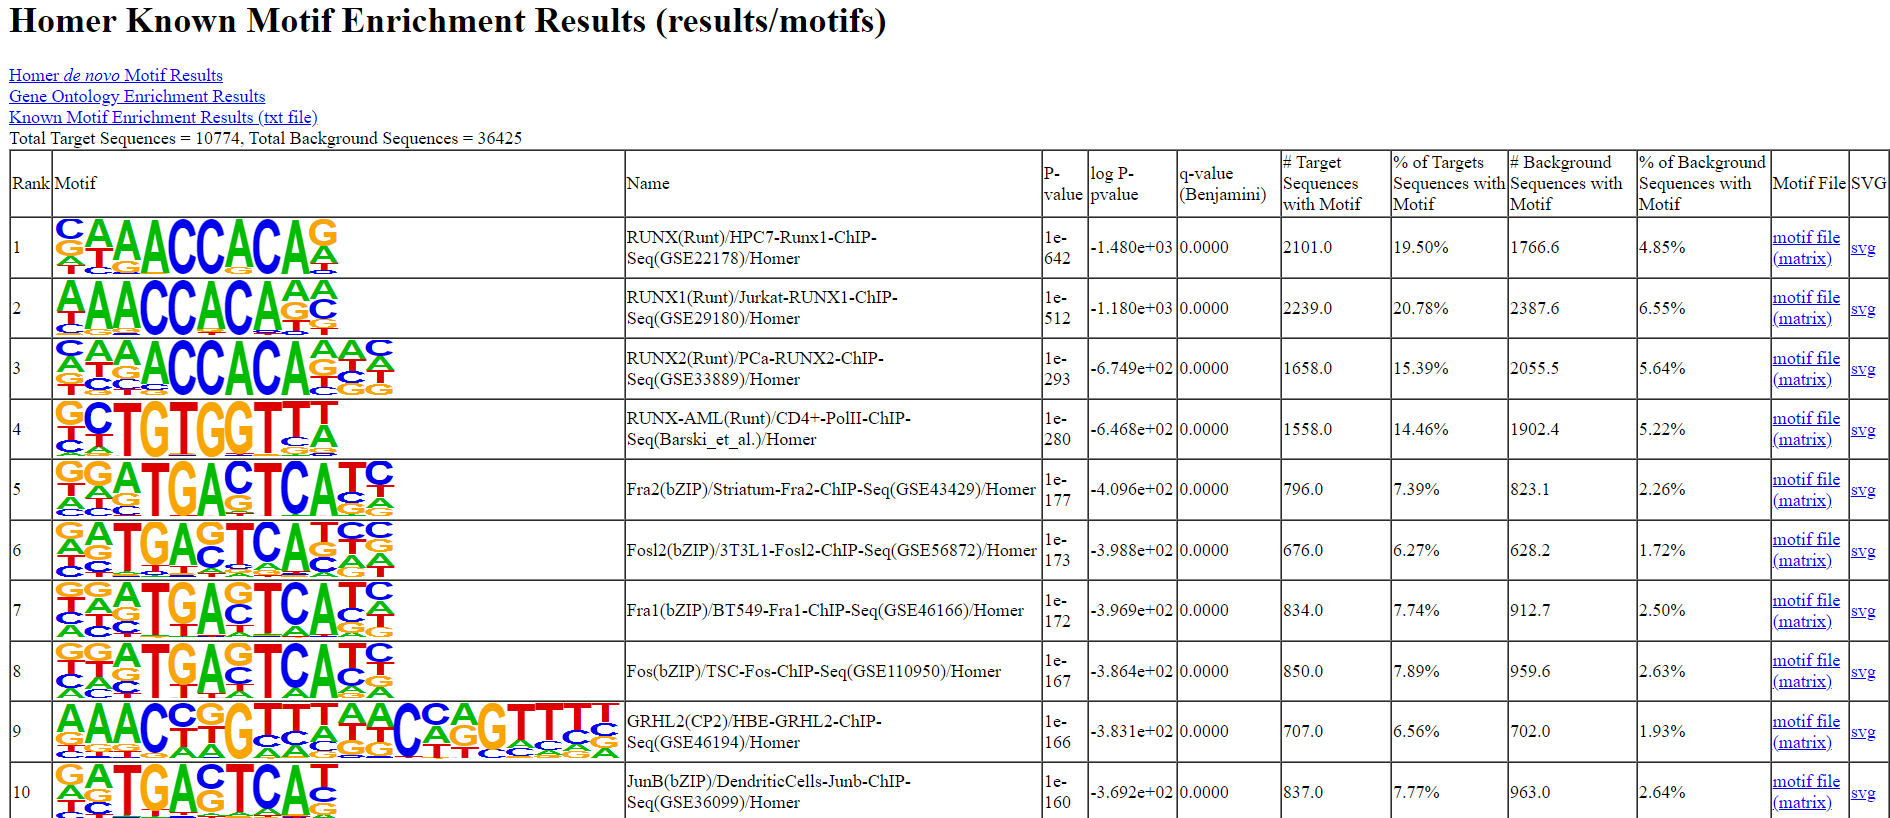 Homer Known Motif Enrichment Results (results/motifs)
Homer de novo Motif Results
Gene Ontology Enrichment Results
Known Motif Enrichment Results (txt file)
Total Target Sequences = 10774, Total Background Sequences = 36425
Rank Motif Name P-value log P-pvalue q-value (Benjamini) # Target Sequences with Motif % of Targets Sequences with Motif # Background Sequences with Motif % of Background Sequences with Motif Motif File SVG
1 RUNX(Runt)/HPC7-Runx1-ChIP-Seq(GSE22178)/Homer 1e-642 -1.480e+03 0.0000 2101.0 19.50% 1766.6 4.85% motif file (matrix) svg
2 RUNX1(Runt)/Jurkat-RUNX1-ChIP-Seq(GSE29180)/Homer 1e-512 -1.180e+03 0.0000 2239.0 20.78% 2387.6 6.55% motif file (matrix) svg
3 RUNX2(Runt)/PCa-RUNX2-ChIP-Seq(GSE33889)/Homer 1e-293 -6.749e+02 0.0000 1658.0 15.39% 2055.5 5.64% motif file (matrix) svg
4 RUNX-AML(Runt)/CD4+-PolII-ChIP-Seq(Barski_et_al.)/Homer 1e-280 -6.468e+02 0.0000 1558.0 14.46% 1902.4 5.22% motif file (matrix) svg
5 Fra2(bZIP)/Striatum-Fra2-ChIP-Seq(GSE43429)/Homer 1e-177 -4.096e+02 0.0000 796.0 7.39% 823.1 2.26% motif file (matrix) svg
6 Fosl2(bZIP)/3T3L1-Fosl2-ChIP-Seq(GSE56872)/Homer 1e-173 -3.988e+02 0.0000 676.0 6.27% 628.2 1.72% motif file (matrix) svg
7 Fra1(bZIP)/BT549-Fra1-ChIP-Seq(GSE46166)/Homer 1e-172 -3.969e+02 0.0000 834.0 7.74% 912.7 2.50% motif file (matrix) svg
8 Fos(bZIP)/TSC-Fos-ChIP-Seq(GSE110950)/Homer 1e-167 -3.864e+02 0.0000 850.0 7.89% 959.6 2.63% motif file (matrix) svg
9 GRHL2(CP2)/HBE-GRHL2-ChIP-Seq(GSE46194)/Homer 1e-166 -3.831e+02 0.0000 707.0 6.56% 702.0 1.93% motif file (matrix) svg
10 JunB(bZIP)/DendriticCells-Junb-ChIP-Seq(GSE36099)/Homer 1e-160 -3.692e+02 0.0000 837.0 7.77% 963.0 2.64% motif file (matrix) svg